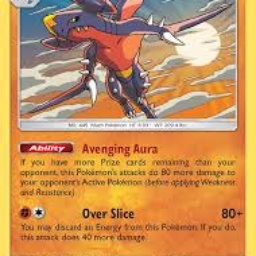 Ability Avenging Aura
If you have more Prize cards remaining than your
opponent, this Pokémon's attacks do 80 more damage to
your opponent's Active Pokémon (before applying Weakness
and Resistance).
Over Slice 80+
You may discard an Energy from this Pokémon. If you do,
this attack does 40 more damage.